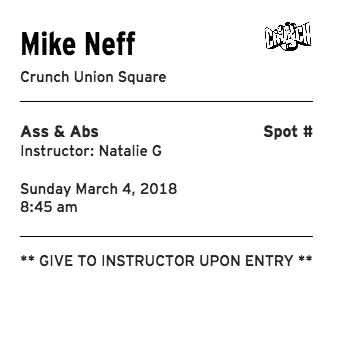 Mike Neff
CRUNCH
Crunch Union Square
Ass & Abs
Spot #
Instructor: Natalie G
Sunday March 4, 2018
8:45 am
** GIVE TO INSTRUCTOR UPON ENTRY **